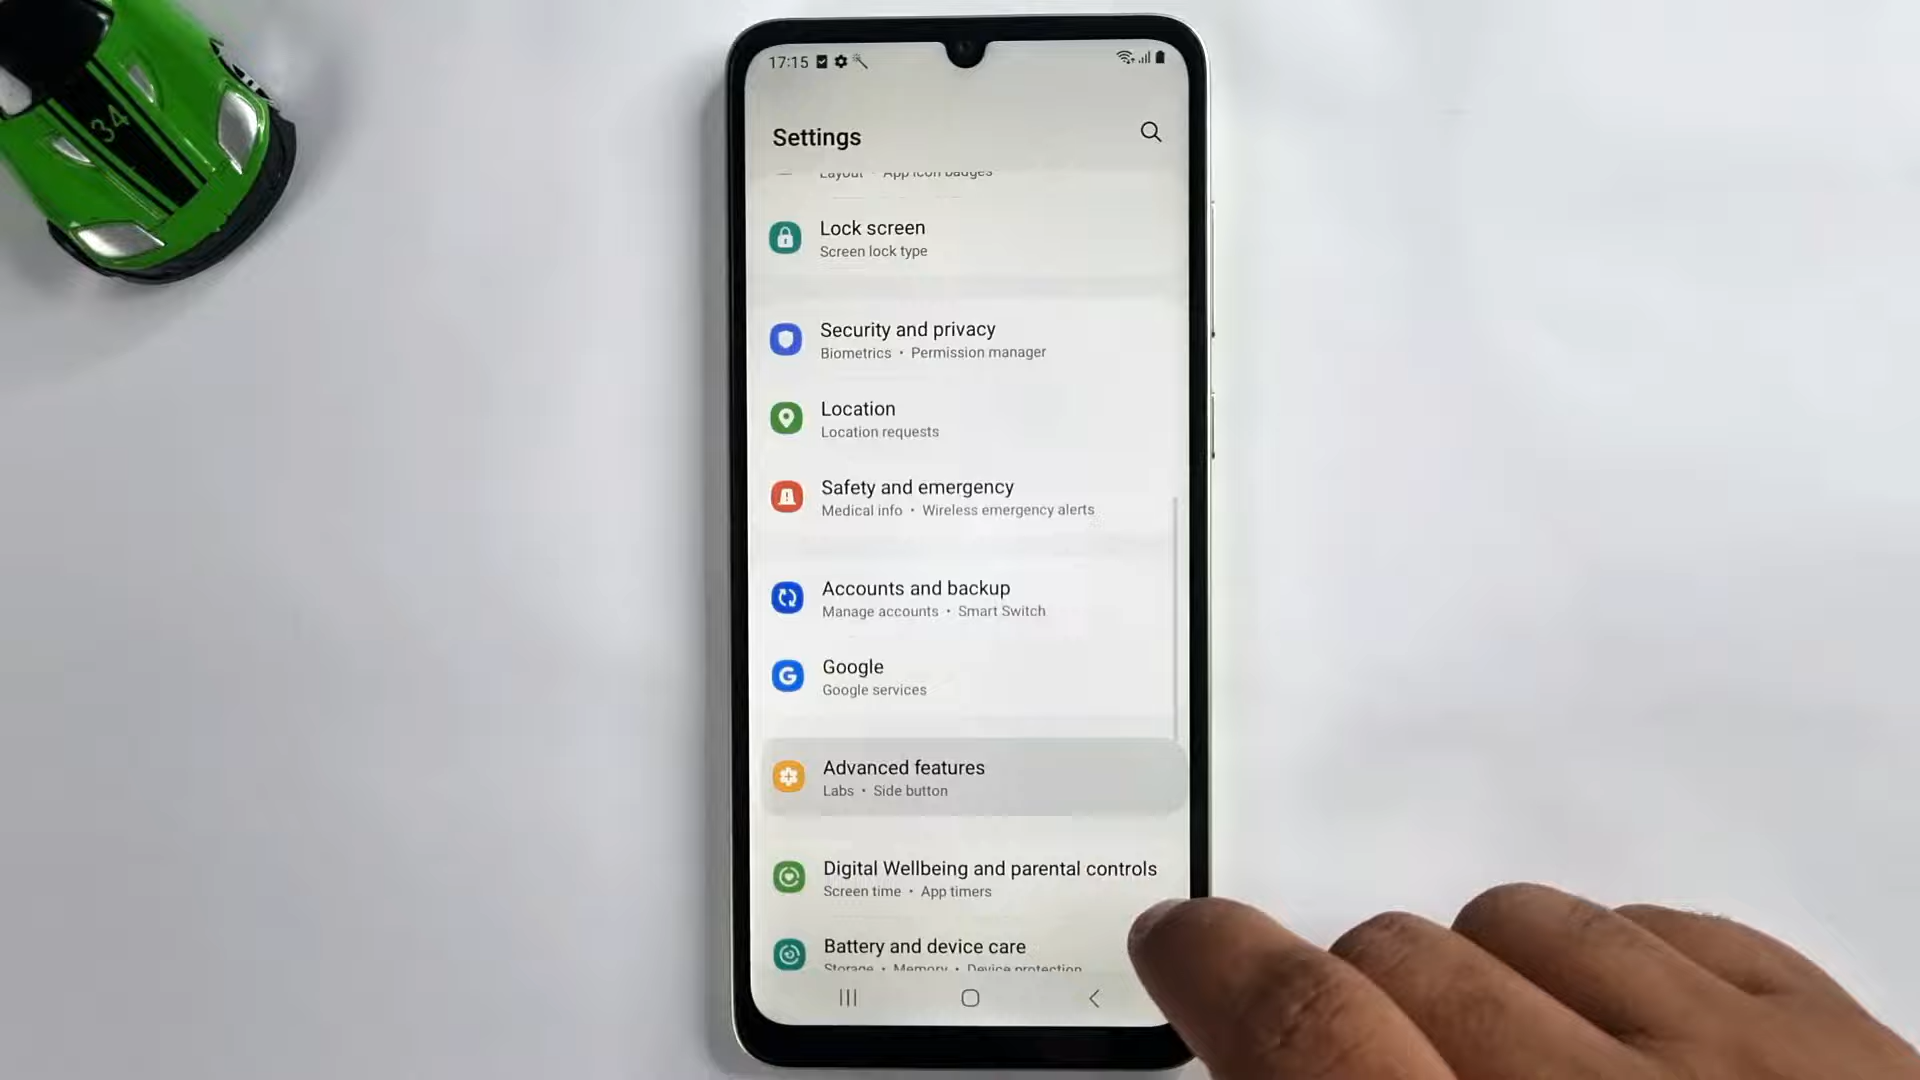 34
17:15
Settings
Layout • App icon badges
Lock screen
Screen lock type
Security and privacy
Biometrics • Permission manager
Location
Location requests
Safety and emergency
Medical info • Wireless emergency alerts
Accounts and backup
Manage accounts • Smart Switch
Google
Google services
Advanced features
Labs • Side button
Digital Wellbeing and parental controls
Screen time • App timers
Battery and device care
Storage • Memory • Device protection